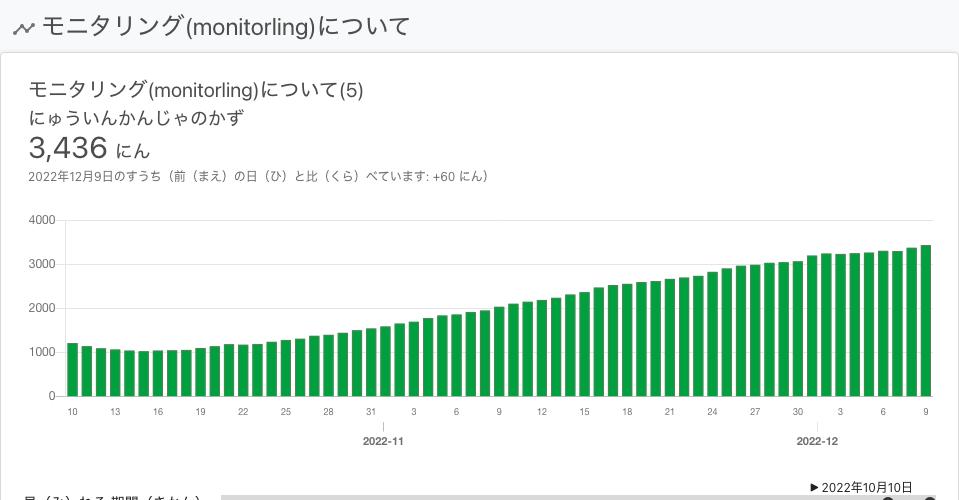 モニタリング(monitorling)について
モニタリング(monitorling)について(5)
にゅういんかんじゃのかず
3,436 にん
2022年12月9日のすうち（前（まえ）の日（ひ）と比（くら）べています: +60 にん）
4000
3000
2000
1000
0
10 13 16 19 22 25 28 31 3 6 9 12 15 18 21 24 27 30 3 6 9
2022-11 2022-12
▶ 2022年10月10日